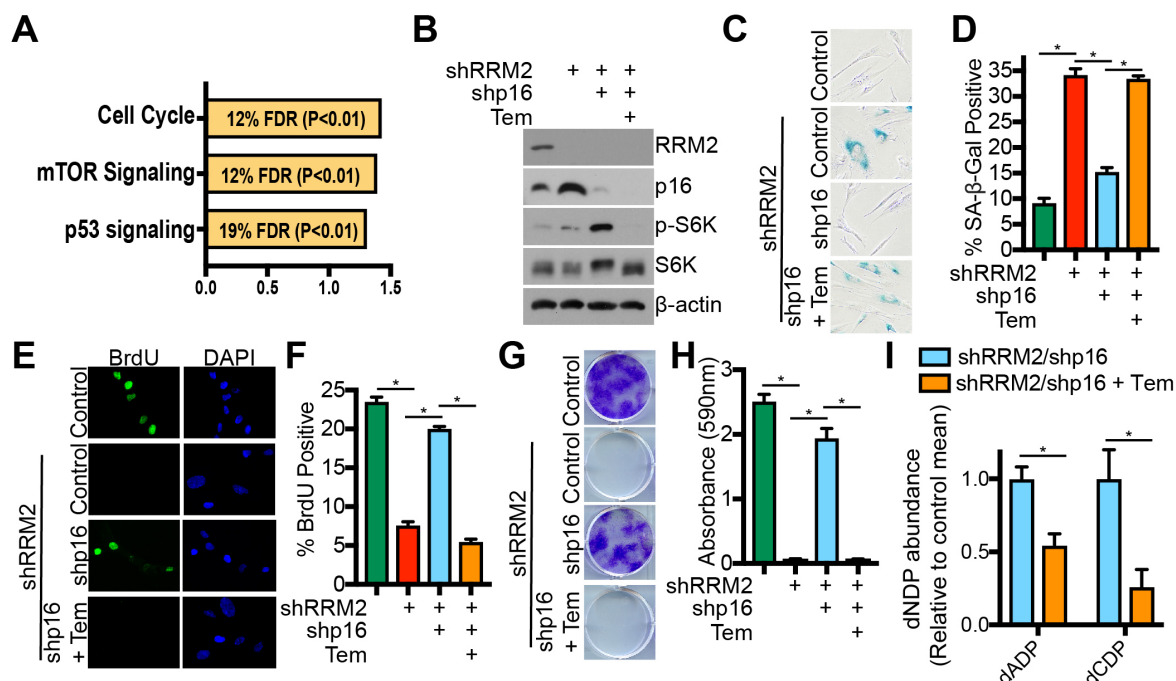 A
Cell Cycle
12% FDR (P<0.01)
mTOR Signaling
12% FDR (P<0.01)
p53 signaling
19% FDR (P<0.01)
0.0 0.5 1.0 1.5
B
shRRM2 + + +
shp16 + +
Tem +
RRM2
p16
p-S6K
S6K
β-actin
C
Control
Control
shp16
shp16
+ Tem
shRRM2
D
% SA-β-Gal Positive
35
30
25
20
15
10
5
0
* * *
shRRM2 + + +
shp16 + +
Tem +
E
BrdU DAPI
Control
Control
shp16
shp16
+ Tem
shRRM2
F
% BrdU Positive
25
20
15
10
5
0
* * *
shRRM2 + + +
shp16 + +
Tem +
G
Control
Control
shp16
shp16
+ Tem
shRRM2
H
Absorbance (590nm)
3
2
1
0
* * *
shRRM2 + + +
shp16 + +
Tem +
I
shRRM2/shp16
shRRM2/shp16 + Tem
dNDP abundance
(Relative to control mean)
1.0
0.5
0
* *
dADP
dCDP